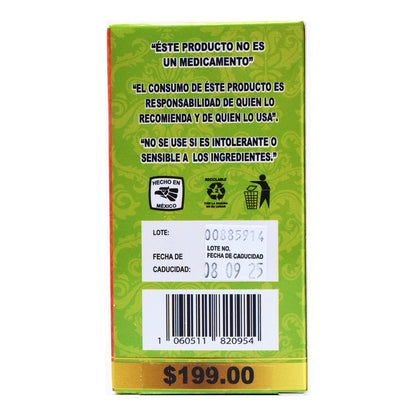 “ÉSTE PRODUCTO NO ES
UN MEDICAMENTO”
“EL CONSUMO DE ÉSTE PRODUCTO ES
RESPONSABILIDAD DE QUIEN LO
RECOMIENDA Y DE QUIEN LO USA”.
“NO SE USE SI ES INTOLERANTE O
SENSIBLE A LOS INGREDIENTES.”
HECHO EN
MÉXICO
RECICLABLE
LOTE: 00885914
LOTE NO.
FECHA DE CADUCIDAD
FECHA DE
CADUCIDAD: 08 09 25
1 060511 820954
$199.00